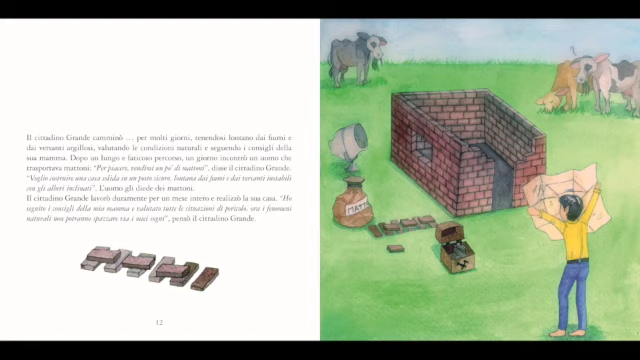 Il cittadino Grande camminò … per molti giorni, tenendosi lontano dai fiumi e
dai versanti argillosi, valutando le condizioni naturali e seguendo i consigli della
sua mamma. Dopo un lungo e faticoso percorso, un giorno incontrò un uomo che
trasportava mattoni: “Per piacere, vendimi un po’ di mattoni”, disse il cittadino Grande.
“Voglio costruire una casa solida in un posto sicuro, lontana dai fiumi e dai versanti instabili
con gli alberi inclinati”. L’uomo gli diede dei mattoni.
Il cittadino Grande lavorò duramente per un mese intero e realizzò la sua casa. “Ho
seguito i consigli della mia mamma e valutato tutte le situazioni di pericolo, ora i fenomeni
naturali non potranno spazzare via i miei sogni”, pensò il cittadino Grande.
12